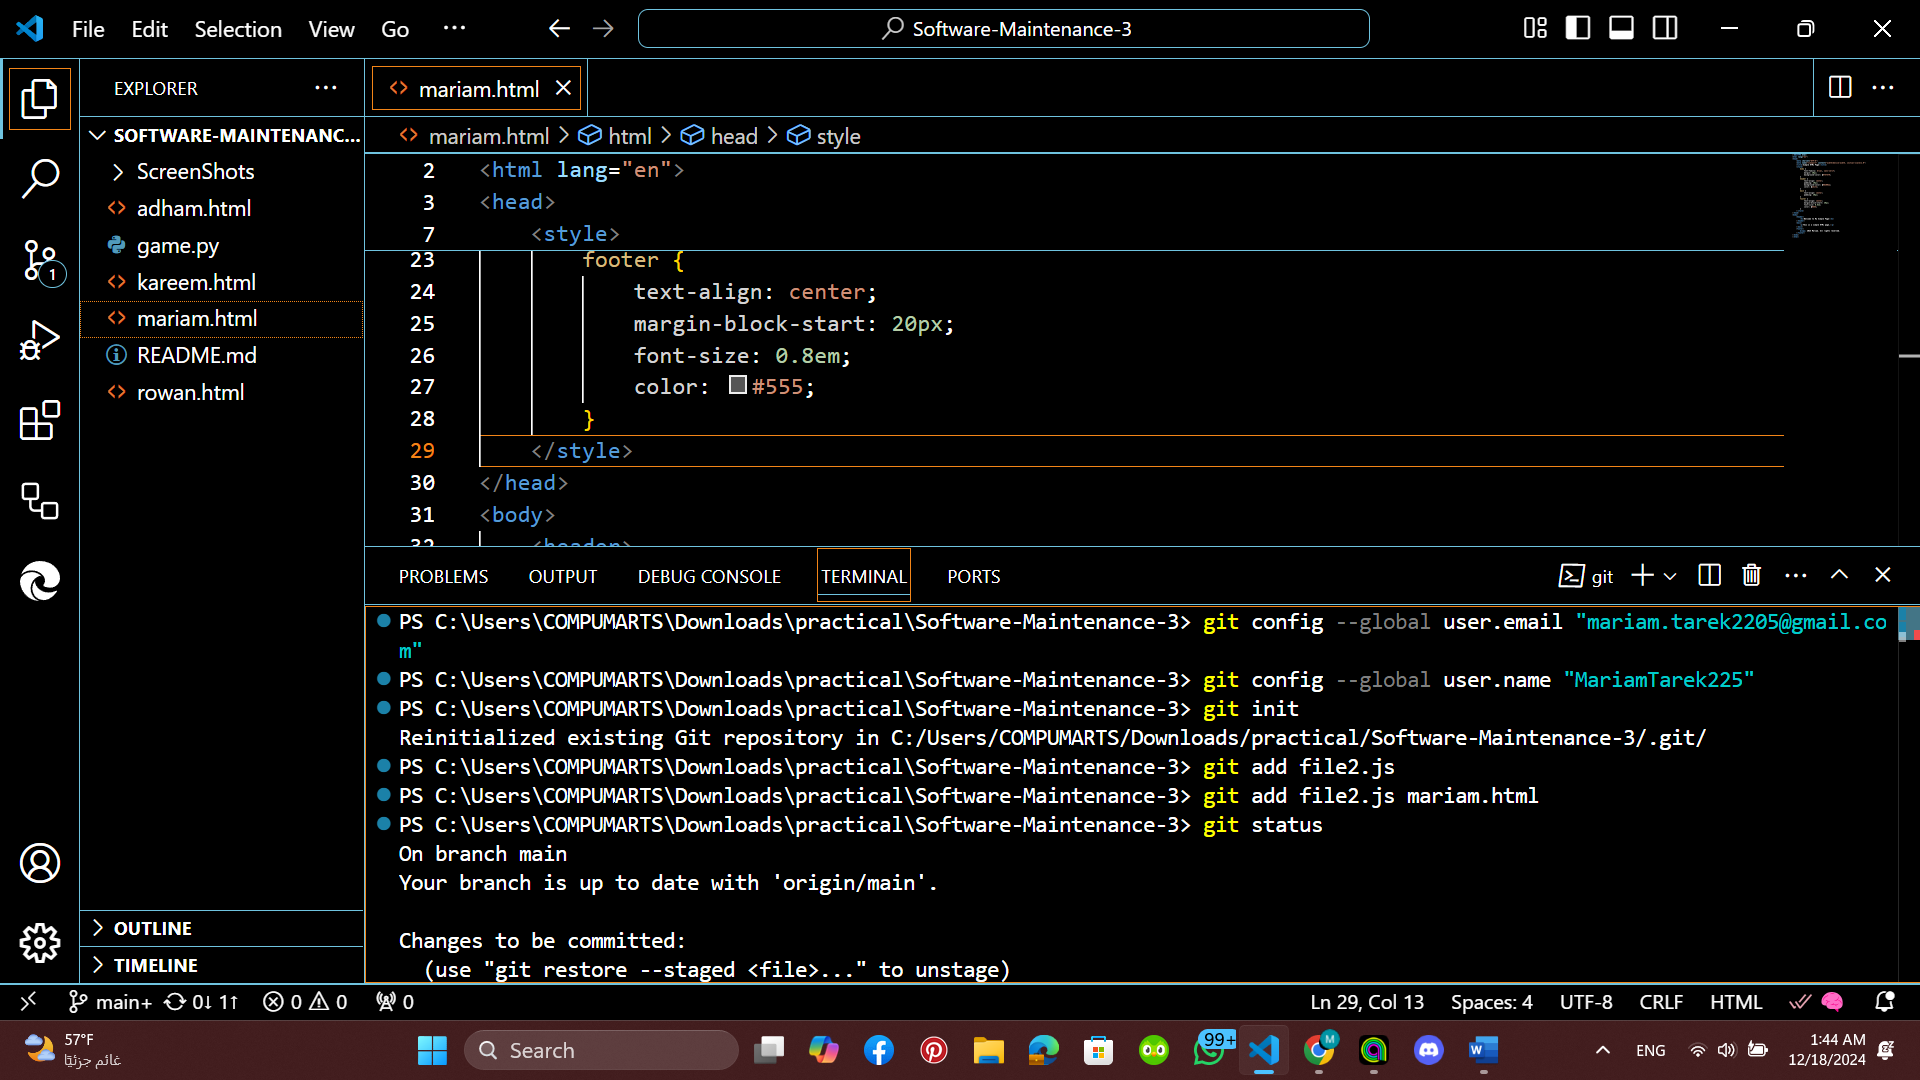 File Edit Selection View Go ···
Software-Maintenance-3
EXPLORER
mariam.html
SOFTWARE-MAINTENANC...
mariam.html > html > head > style
ScreenShots
adham.html
game.py
kareem.html
mariam.html
README.md
rowan.html
2 <html lang="en">
3 <head>
7 <style>
23 footer {
24 text-align: center;
25 margin-block-start: 20px;
26 font-size: 0.8em;
27 color: #555;
28 }
29 </style>
30 </head>
31 <body>
32 <header>
PROBLEMS OUTPUT DEBUG CONSOLE TERMINAL PORTS
git
PS C:\Users\COMPUMARTS\Downloads\practical\Software-Maintenance-3> git config --global user.email "mariam.tarek2205@gmail.co
m"
PS C:\Users\COMPUMARTS\Downloads\practical\Software-Maintenance-3> git config --global user.name "MariamTarek225"
PS C:\Users\COMPUMARTS\Downloads\practical\Software-Maintenance-3> git init
Reinitialized existing Git repository in C:/Users/COMPUMARTS/Downloads/practical/Software-Maintenance-3/.git/
PS C:\Users\COMPUMARTS\Downloads\practical\Software-Maintenance-3> git add file2.js
PS C:\Users\COMPUMARTS\Downloads\practical\Software-Maintenance-3> git add file2.js mariam.html
PS C:\Users\COMPUMARTS\Downloads\practical\Software-Maintenance-3> git status
On branch main
Your branch is up to date with 'origin/main'.
Changes to be committed:
(use "git restore --staged <file>..." to unstage)
1
OUTLINE
TIMELINE
main+ 0↓ 1↑ 0 0 0
Ln 29, Col 13 Spaces: 4 UTF-8 CRLF HTML
57°F
غائم جزئيًا
Search
99+
M
ENG
1:44 AM
12/18/2024